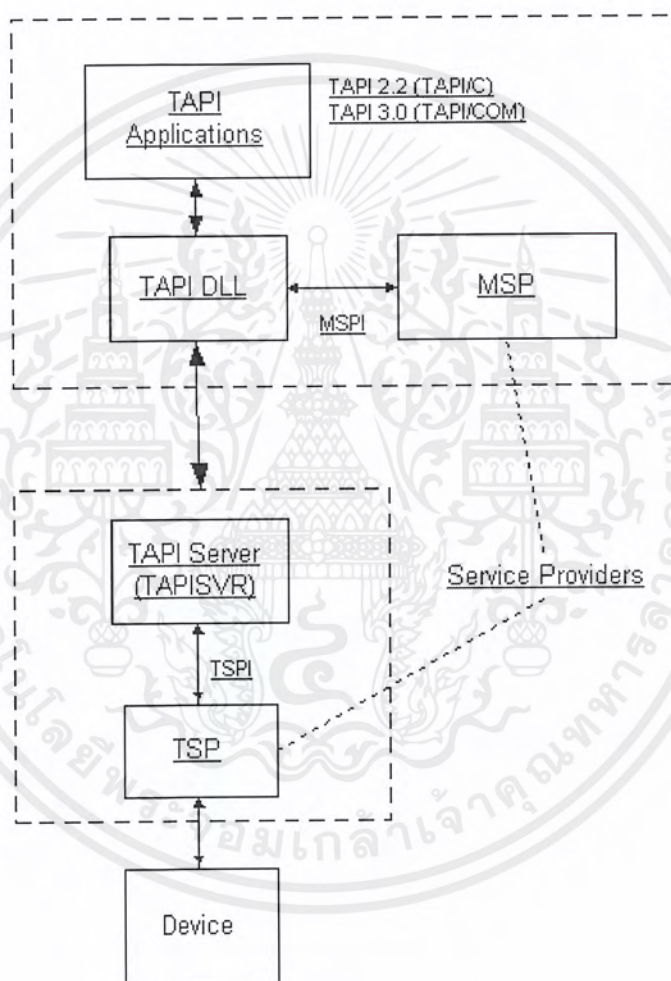 TAPI
Applications
TAPI 2.2 (TAPI/C)
TAPI 3.0 (TAPI/COM)
TAPI DLL
MSPI
MSP
TAPI Server
(TAPISVR)
Service Providers
TSPI
TSP
Device